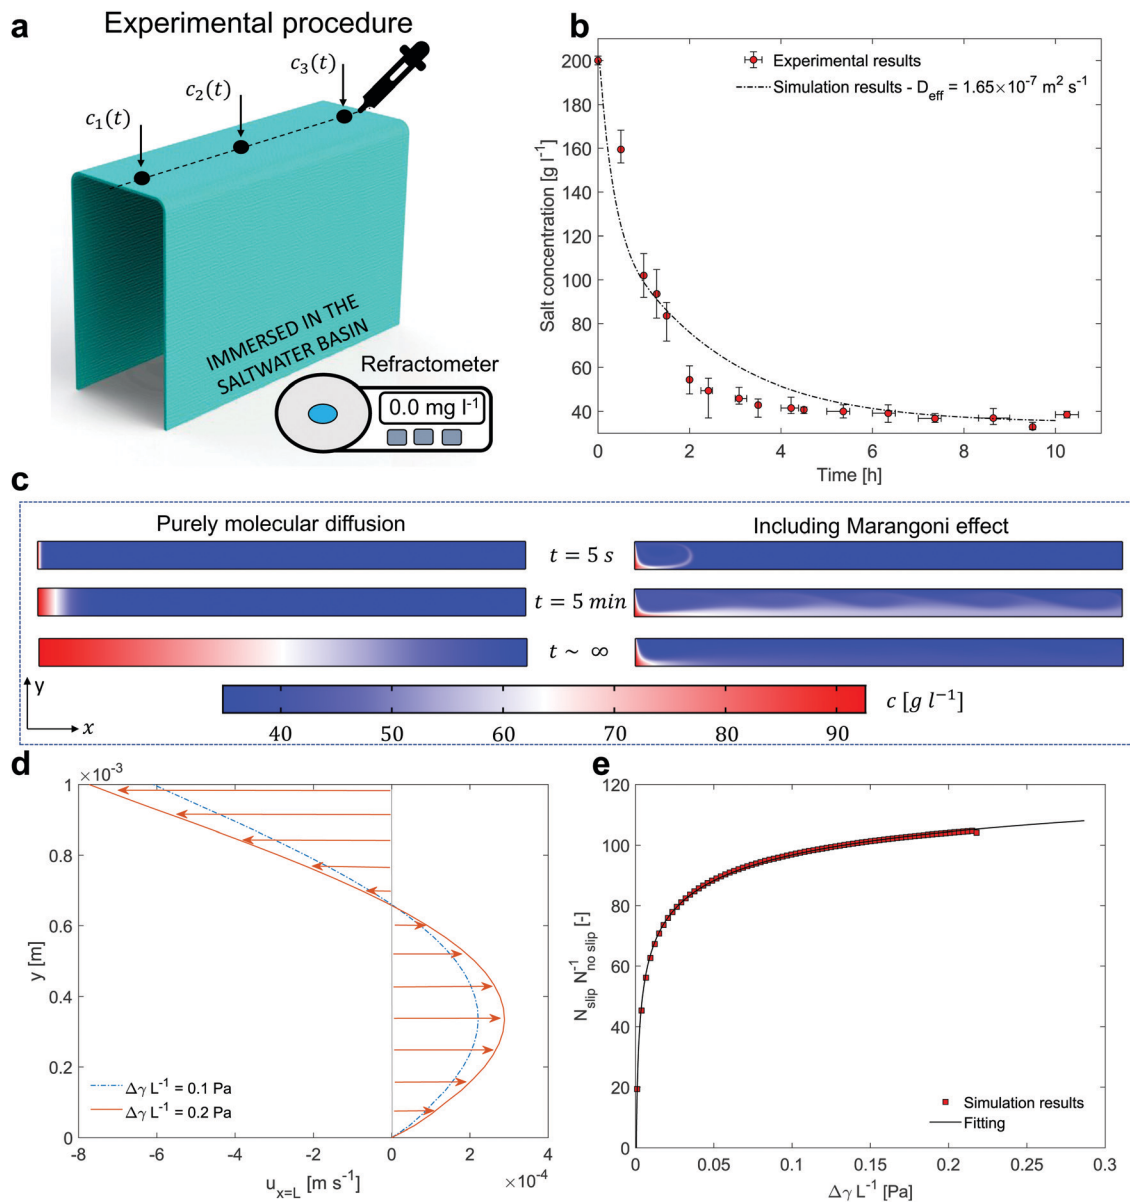 a
Experimental procedure
c₁(t)
c₂(t)
c₃(t)
IMMERSED IN THE
SALTWATER BASIN
Refractometer
0.0 mg l⁻¹
b
Experimental results
Simulation results - D_eff = 1.65×10⁻⁷ m² s⁻¹
Salt concentration [g l⁻¹]
200
180
160
140
120
100
80
60
40
0
2
4
6
8
10
Time [h]
c
Purely molecular diffusion
Including Marangoni effect
t = 5 s
t = 5 min
t ~ ∞
y
x
40
50
60
70
80
90
c [g l⁻¹]
d
×10⁻³
1
0.8
0.6
0.4
0.2
0
y [m]
Δγ L⁻¹ = 0.1 Pa
Δγ L⁻¹ = 0.2 Pa
-8
-6
-4
-2
0
2
4
×10⁻⁴
u_x=L [m s⁻¹]
e
120
100
80
60
40
20
0
N_slip N⁻¹_no slip [-]
Simulation results
Fitting
0
0.05
0.1
0.15
0.2
0.25
0.3
Δγ L⁻¹ [Pa]